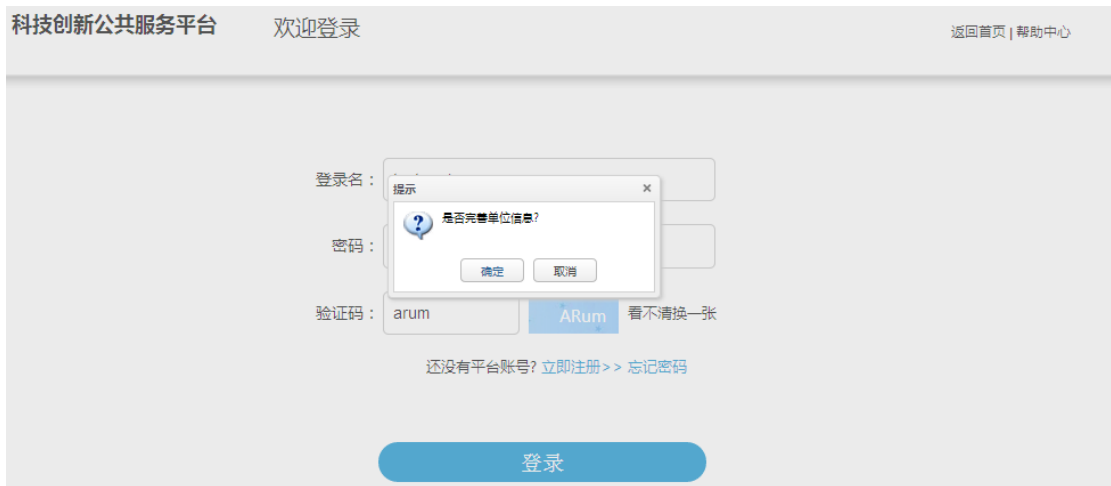 科技创新公共服务平台 欢迎登录 返回首页 | 帮助中心
登录名：
提示 ×
是否完善单位信息?
密码：
确定 取消
验证码： arum ARum 看不清换一张
还没有平台账号? 立即注册>> 忘记密码
登录